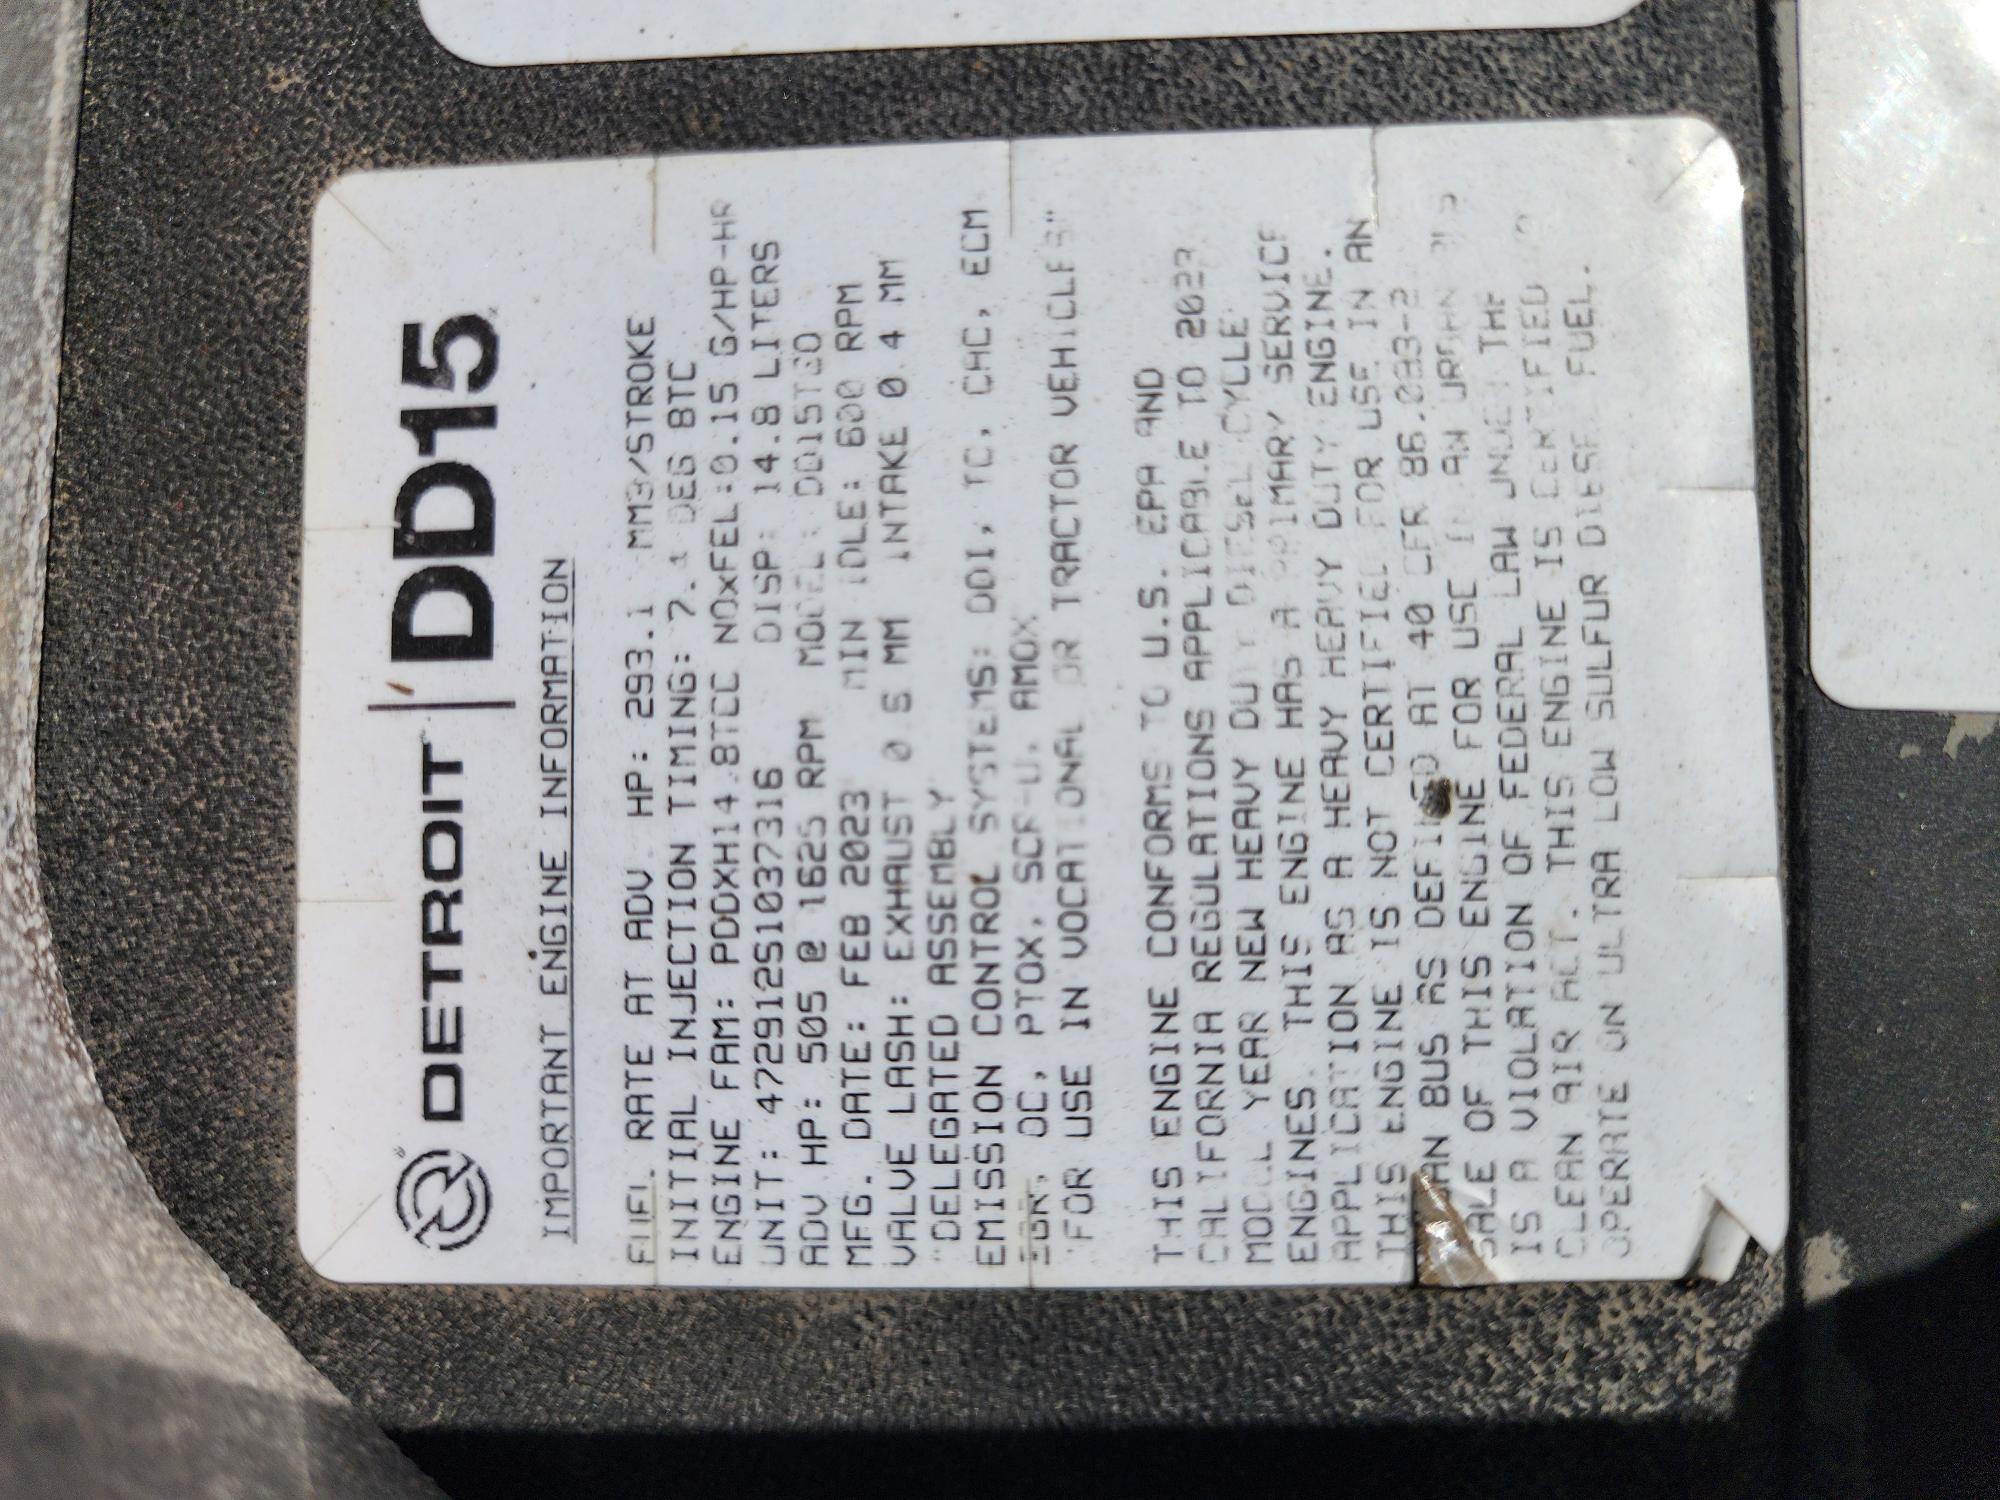 DETROIT DD15
IMPORTANT ENGINE INFORMATION
FUEL RATE AT ADV HP: 293.1 MM3/STROKE
INITIAL INJECTION TIMING: 7. DEG BTC
ENGINE FAM: PDDXH14.8TCC NOxFEL:0.15 G/HP-HR
UNIT: 472912S1037316 DISP: 14.8 LITERS
ADV HP: 505 @ 1625 RPM MODEL:
MFG. DATE: FEB 2023 MIN IDLE: 600 RPM
VALVE LASH: EXHAUST 0 MM INTAKE 0.4 MM
"DELEGATED ASSEMBLY"
EMISSION CONTROL SYSTEMS: DDI, TC, CAC, ECM,
EGR, OC, PTOX, SCR-U, AMOX
"FOR USE IN VOCATIONAL OR TRACTOR VEHICLES"
THIS ENGINE CONFORMS TO U.S. EPA AND
CALIFORNIA REGULATIONS APPLICABLE TO 2023
MODEL YEAR NEW HEAVY DUTY DIESEL CYCLE
ENGINES. THIS ENGINE HAS A PRIMARY SERVICE
APPLICATION AS A HEAVY HEAVY DUTY ENGINE.
THIS ENGINE IS NOT CERTIFIED FOR USE IN AN
URBAN BUS AS DEFINED AT 40 CFR 86.093-2
SALE OF THIS ENGINE FOR USE IN AN URBAN BUS
IS A VIOLATION OF FEDERAL LAW UNDER THE
CLEAN AIR ACT. THIS ENGINE IS CERTIFIED TO
OPERATE ON ULTRA LOW SULFUR DIESEL FUEL.